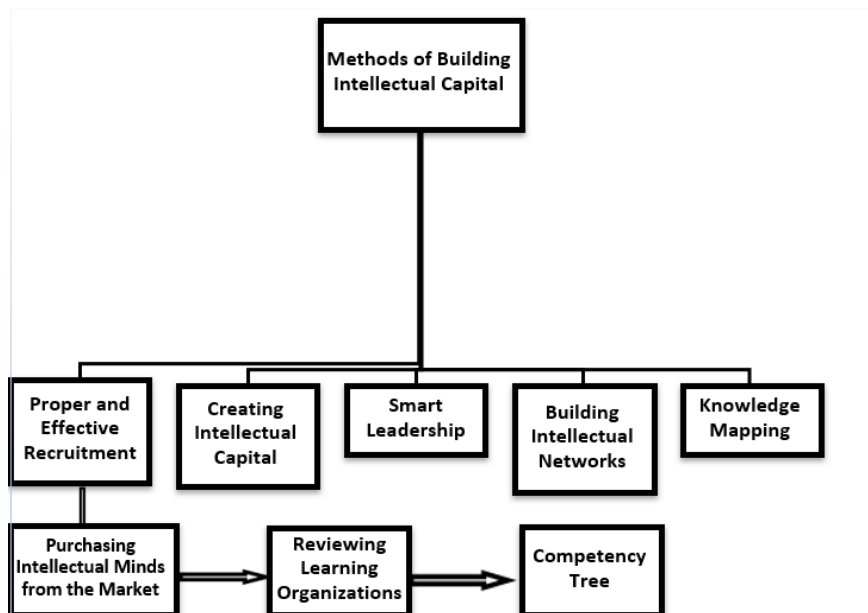 Methods of Building
Intellectual Capital
Proper and
Effective
Recruitment
Creating
Intellectual
Capital
Smart
Leadership
Building
Intellectual
Networks
Knowledge
Mapping
Purchasing
Intellectual Minds
from the Market
Reviewing
Learning
Organizations
Competency
Tree